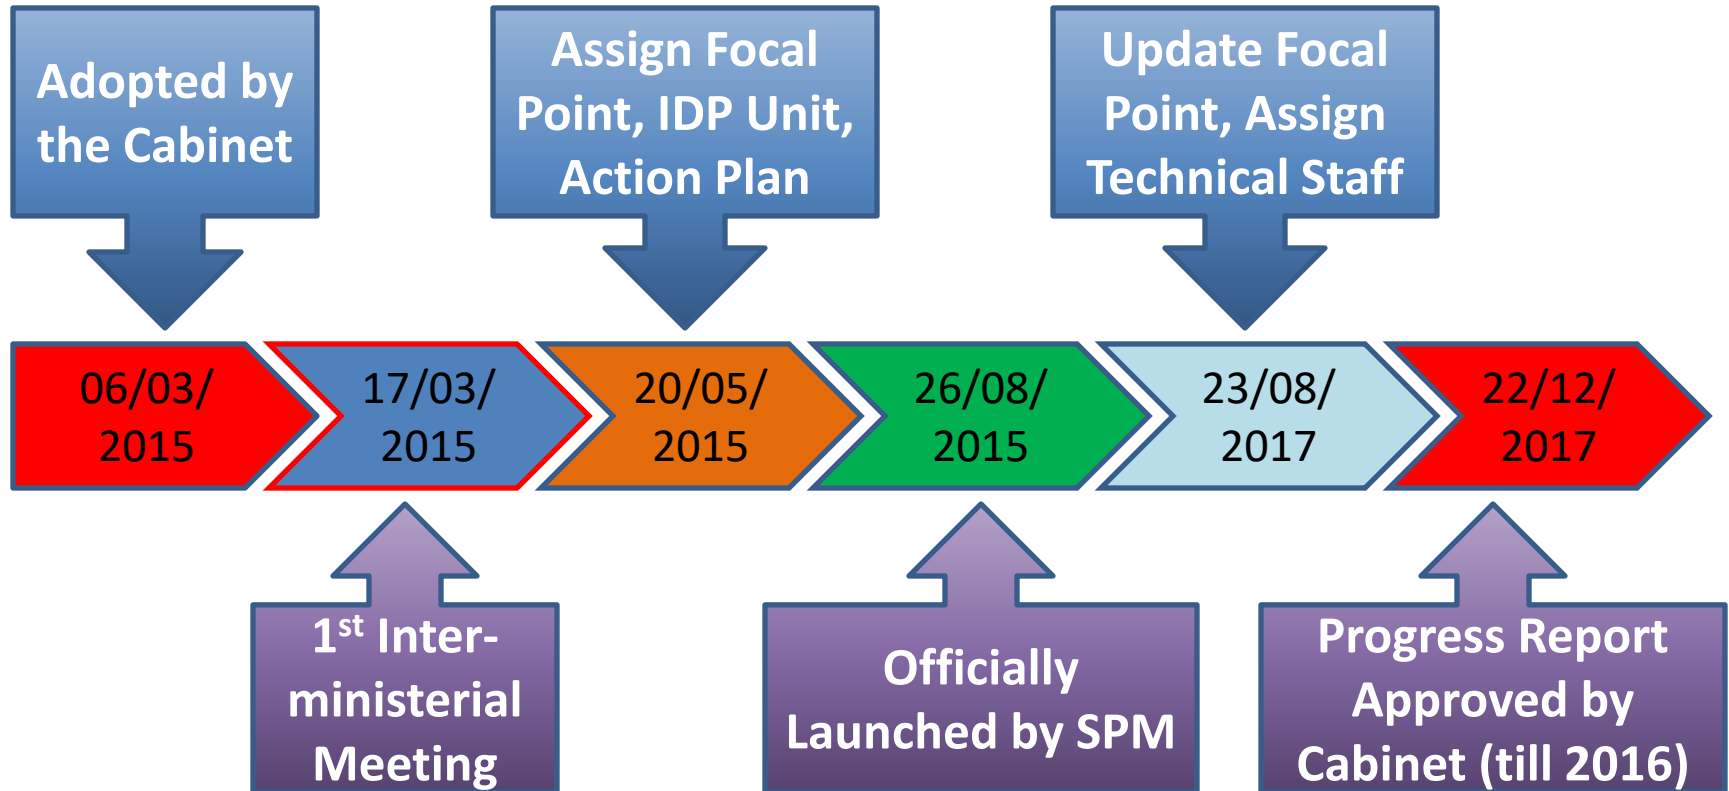 Adopted by
the Cabinet
Assign Focal
Point, IDP Unit,
Action Plan
Update Focal
Point, Assign
Technical Staff
06/03/
2015
17/03/
2015
20/05/
2015
26/08/
2015
23/08/
2017
22/12/
2017
1st Inter-
ministerial
Meeting
Officially
Launched by SPM
Progress Report
Approved by
Cabinet (till 2016)